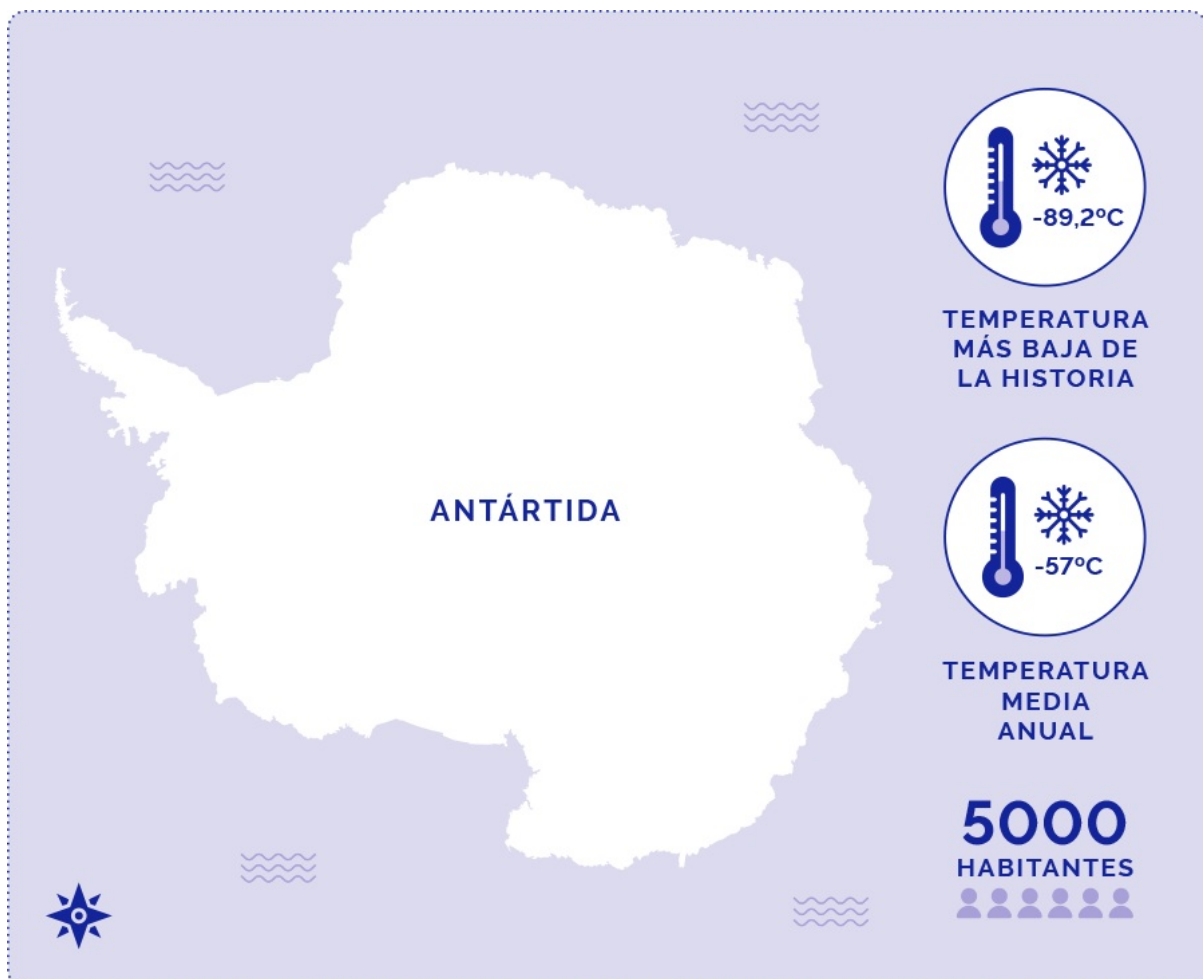 -89,2ºC
TEMPERATURA
MÁS BAJA DE
LA HISTORIA
ANTÁRTIDA
-57ºC
TEMPERATURA
MEDIA
ANUAL
5000
HABITANTES